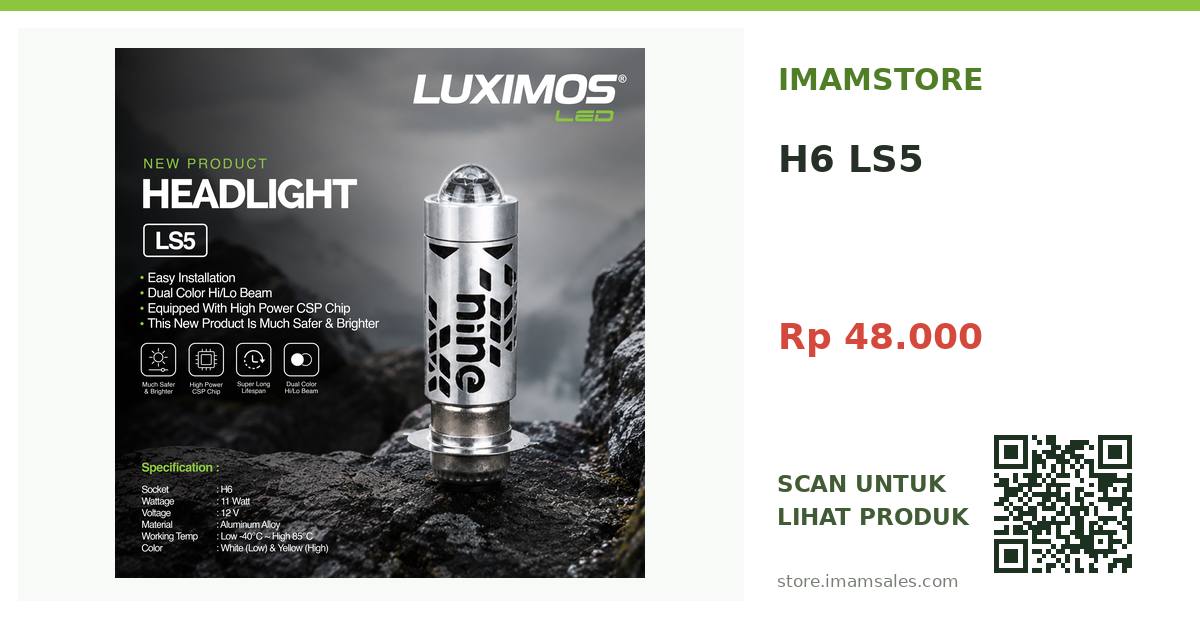 LUXIMOS®
LED
NEW PRODUCT
HEADLIGHT
LS5
• Easy Installation
• Dual Color Hi/Lo Beam
• Equipped With High Power CSP Chip
• This New Product Is Much Safer & Brighter
Much Safer & Brighter
High Power CSP Chip
Super Long Lifespan
Dual Color Hi/Lo Beam
nine
Specification :
Socket : H6
Wattage : 11 Watt
Voltage : 12 V
Material : Aluminum Alloy
Working Temp : Low -40°C ~ High 85°C
Color : White (Low) & Yellow (High)
IMAMSTORE
H6 LS5
Rp 48.000
SCAN UNTUK
LIHAT PRODUK
store.imamsales.com